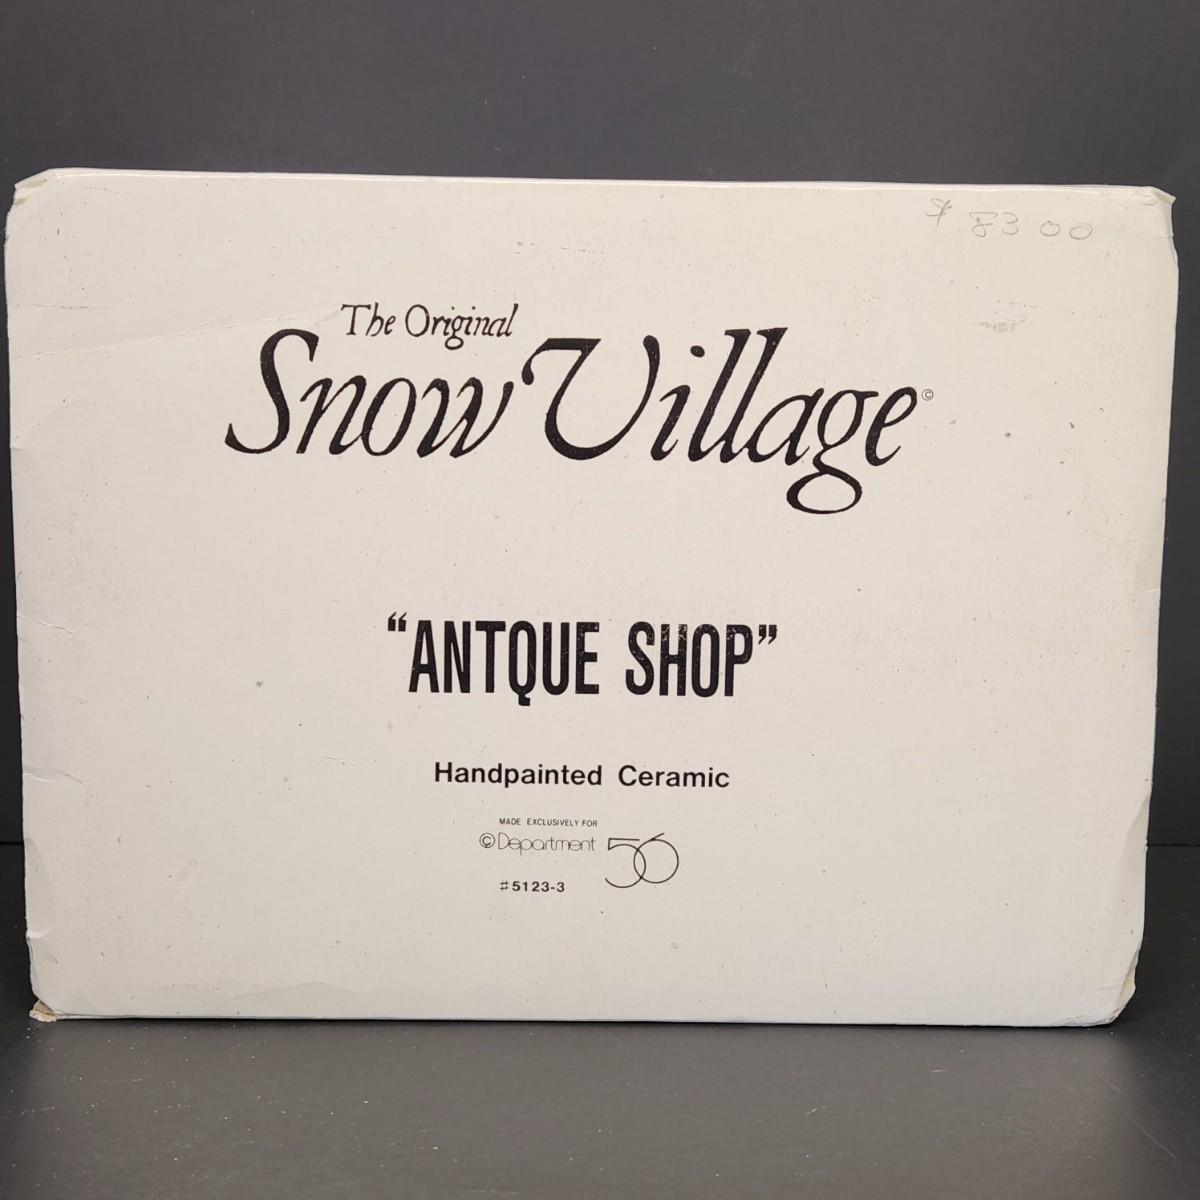 $ 83.00
The Original
Snow Village©
“ANTQUE SHOP”
Handpainted Ceramic
MADE EXCLUSIVELY FOR
© Department 56
#5123-3